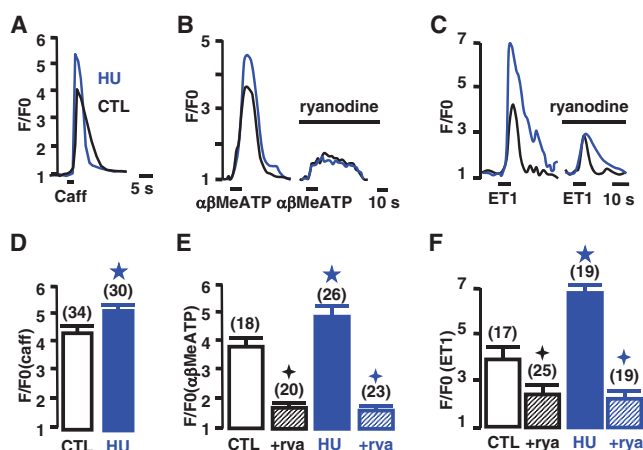 A
B
C
6
5
4
3
2
1
F/F0
HU
CTL
Caff
5 s
5
3
1
F/F0
ryanodine
αβMeATP
αβMeATP
10 s
7
5
3
1
F/F0
ryanodine
ET1
ET1
10 s
D
E
F
6
5
4
3
2
1
F/F0(caff)
(34)
(30)
CTL
HU
6
5
4
3
2
1
F/F0(αβMeATP)
(18)
(20)
(26)
(23)
CTL
+rya
HU
+rya
7
5
3
1
F/F0 (ET1)
(17)
(25)
(19)
(19)
CTL
+rya
HU
+rya